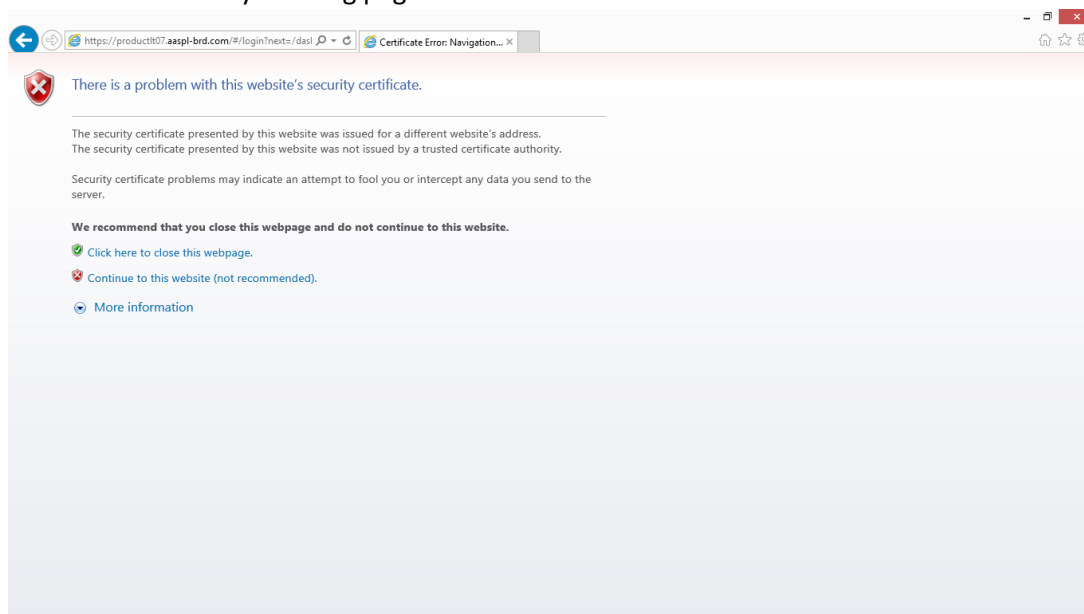 https://productlt07.aaspl-brd.com/#/login?next=/dasl
Certificate Error: Navigation...
There is a problem with this website's security certificate.
The security certificate presented by this website was issued for a different website's address.
The security certificate presented by this website was not issued by a trusted certificate authority.
Security certificate problems may indicate an attempt to fool you or intercept any data you send to the
server.
We recommend that you close this webpage and do not continue to this website.
Click here to close this webpage.
Continue to this website (not recommended).
More information